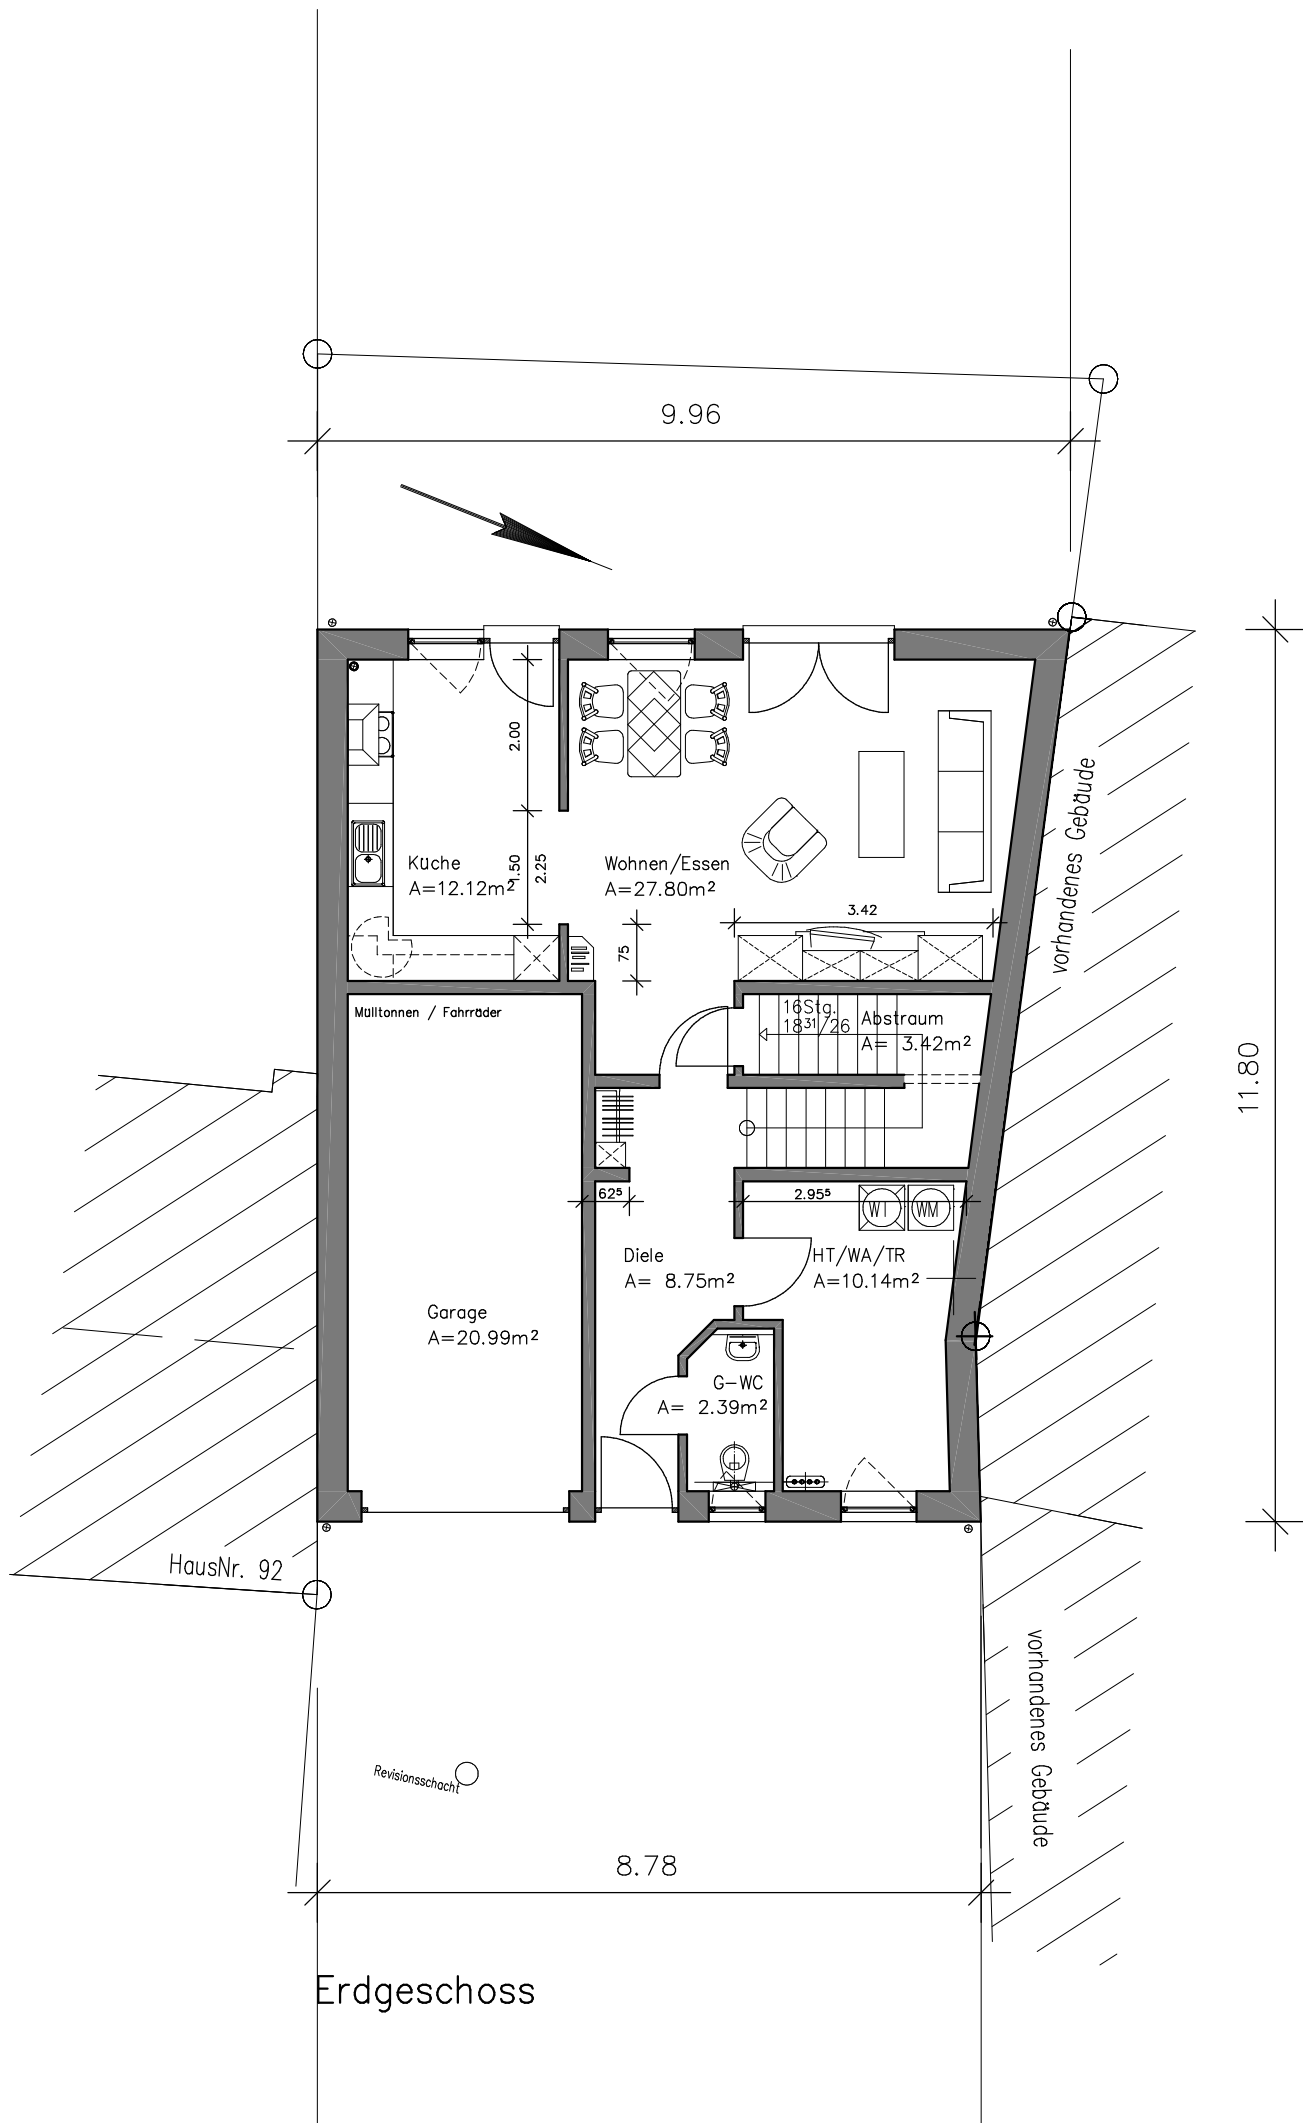 9.96
2.00
vorhandenes Gebäude
Küche
A=12.12m²
1.50
2.25
Wohnen/Essen
A=27.80m²
3.42
75
Mülltonnen / Fahrräder
16Stg.
18³¹/26
Abstraum
A= 3.42m²
11.80
62⁵
2.95⁵
WT
WM
Diele
A= 8.75m²
HT/WA/TR
A=10.14m²
Garage
A=20.99m²
G-WC
A= 2.39m²
HausNr. 92
vorhandenes Gebäude
Revisionsschacht
8.78
Erdgeschoss